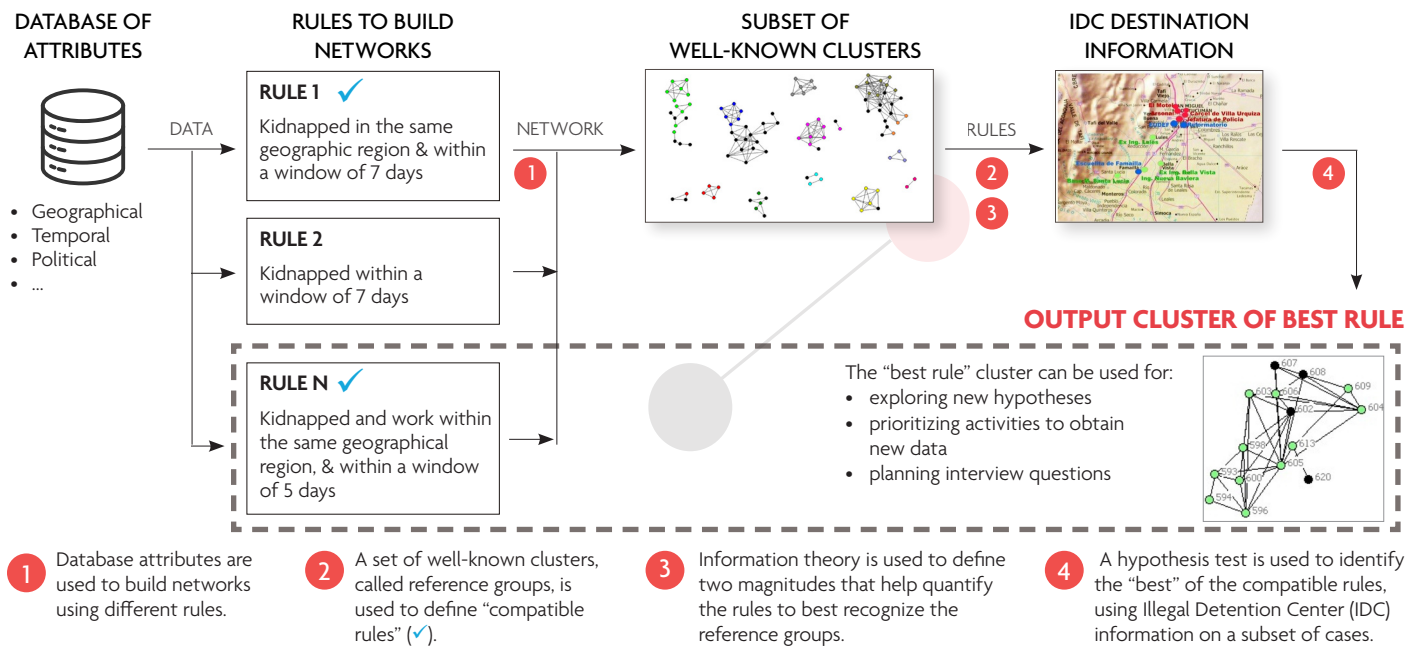 DATABASE OF
ATTRIBUTES
RULES TO BUILD
NETWORKS
SUBSET OF
WELL-KNOWN CLUSTERS
IDC DESTINATION
INFORMATION
DATA
• Geographical
• Temporal
• Political
• ...
RULE 1 ✓
Kidnapped in the same
geographic region & within
a window of 7 days
RULE 2
Kidnapped within a
window of 7 days
RULE N ✓
Kidnapped and work within
the same geographical
region, & within a window
of 5 days
NETWORK
1
RULES
2
3
4
OUTPUT CLUSTER OF BEST RULE
The “best rule” cluster can be used for:
• exploring new hypotheses
• prioritizing activities to obtain
new data
• planning interview questions
607
608
609
603
606
604
602
598
613
605
593
600
620
594
596
1
Database attributes are
used to build networks
using different rules.
2
A set of well-known clusters,
called reference groups, is
used to define “compatible
rules” (✓).
3
Information theory is used to define
two magnitudes that help quantify
the rules to best recognize the
reference groups.
4
A hypothesis test is used to identify
the “best” of the compatible rules,
using Illegal Detention Center (IDC)
information on a subset of cases.